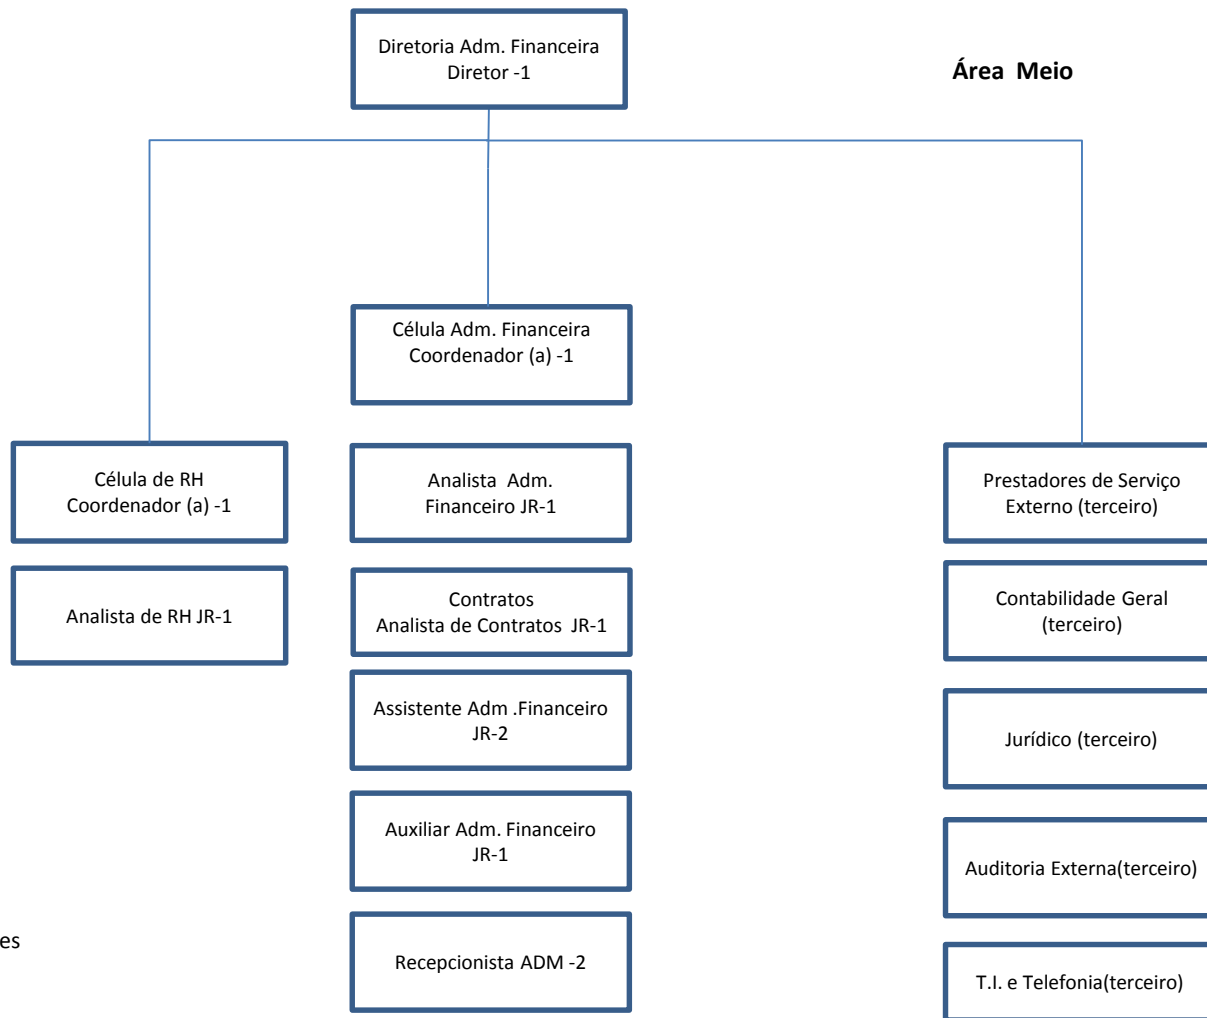 Diretoria Adm. Financeira
Diretor -1
Área  Meio
Célula Adm. Financeira
Coordenador (a) -1
Célula de RH
Coordenador (a) -1
Analista de RH JR-1
Analista  Adm.
Financeiro JR-1
Contratos
Analista de Contratos  JR-1
Assistente Adm .Financeiro
JR-2
Auxiliar Adm. Financeiro
JR-1
Recepcionista ADM -2
Prestadores de Serviço
Externo (terceiro)
Contabilidade Geral
(terceiro)
Jurídico (terceiro)
Auditoria Externa(terceiro)
T.I. e Telefonia(terceiro)
es